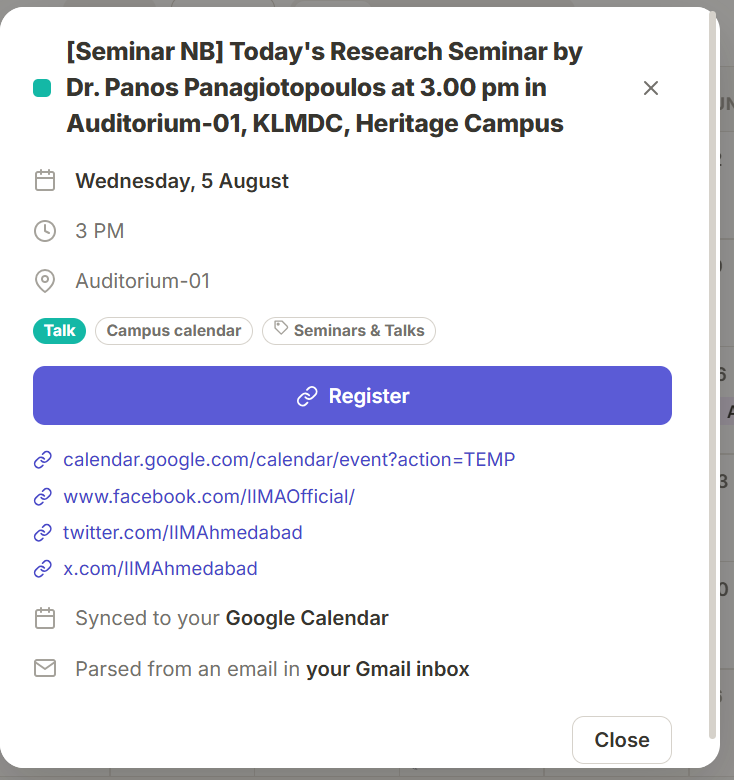 [Seminar NB] Today's Research Seminar by
Dr. Panos Panagiotopoulos at 3.00 pm in
Auditorium-01, KLMDC, Heritage Campus
Wednesday, 5 August
3 PM
Auditorium-01
Talk
Campus calendar
Seminars & Talks
Register
calendar.google.com/calendar/event?action=TEMP
www.facebook.com/IIMAOfficial/
twitter.com/IIMAhmedabad
x.com/IIMAhmedabad
Synced to your Google Calendar
Parsed from an email in your Gmail inbox
Close